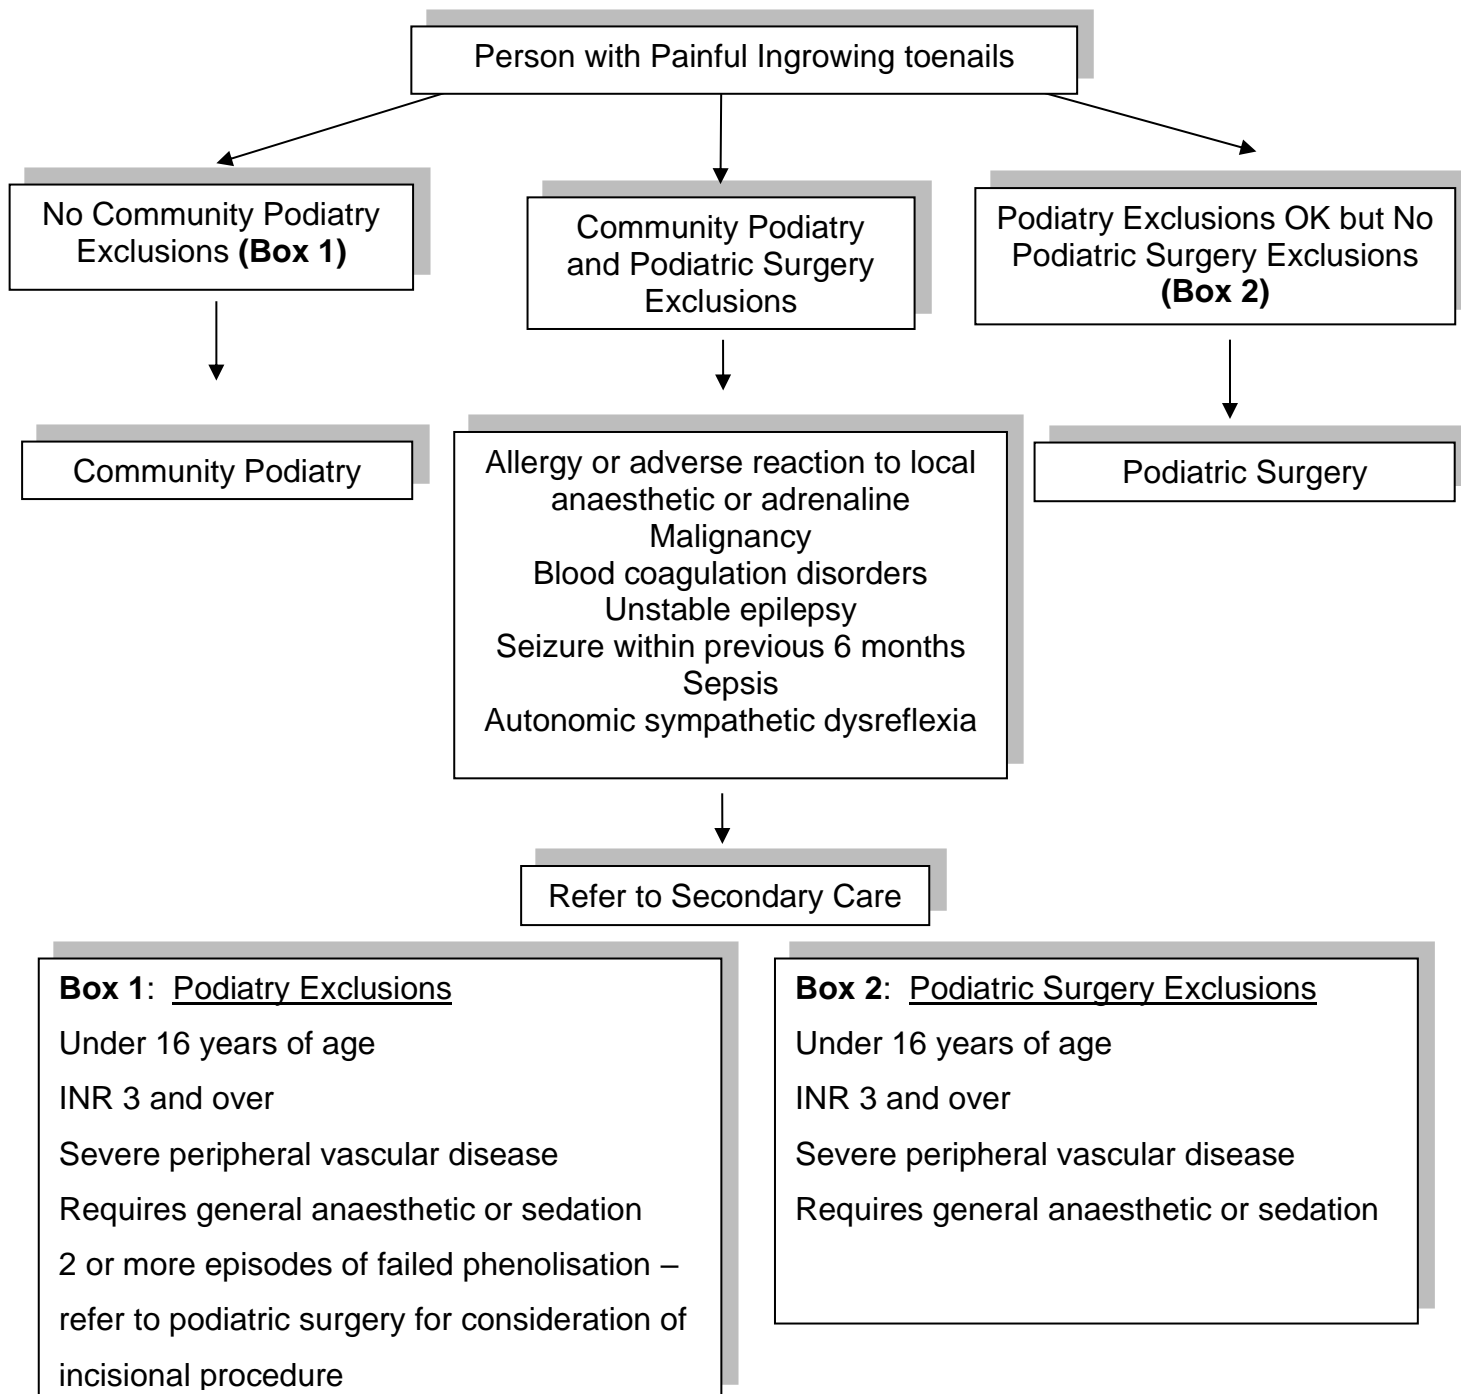 Person with Painful Ingrowing toenails
No Community Podiatry
Exclusions (Box 1)
Community Podiatry
and Podiatric Surgery
Exclusions
Podiatry Exclusions OK but No
Podiatric Surgery Exclusions
(Box 2)
Community Podiatry
Allergy or adverse reaction to local
anaesthetic or adrenaline
Malignancy
Blood coagulation disorders
Unstable epilepsy
Seizure within previous 6 months
Sepsis
Autonomic sympathetic dysreflexia
Podiatric Surgery
Refer to Secondary Care
Box 1: Podiatry Exclusions
Under 16 years of age
INR 3 and over
Severe peripheral vascular disease
Requires general anaesthetic or sedation
2 or more episodes of failed phenolisation –
refer to podiatric surgery for consideration of
incisional procedure
Box 2: Podiatric Surgery Exclusions
Under 16 years of age
INR 3 and over
Severe peripheral vascular disease
Requires general anaesthetic or sedation